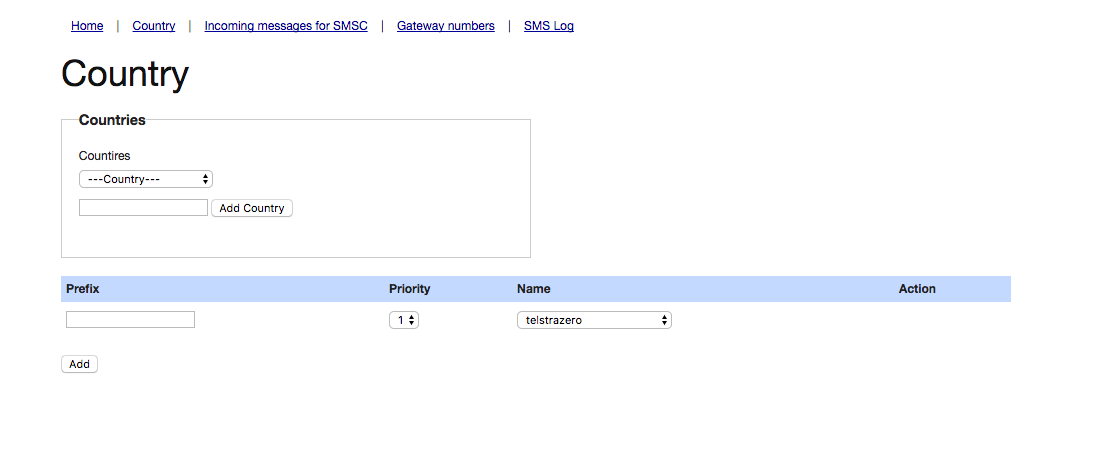 Home | Country | Incoming messages for SMSC | Gateway numbers | SMS Log
Country
Countries
Countires
---Country---
Add Country
Prefix Priority Name Action
1 telstrazero
Add